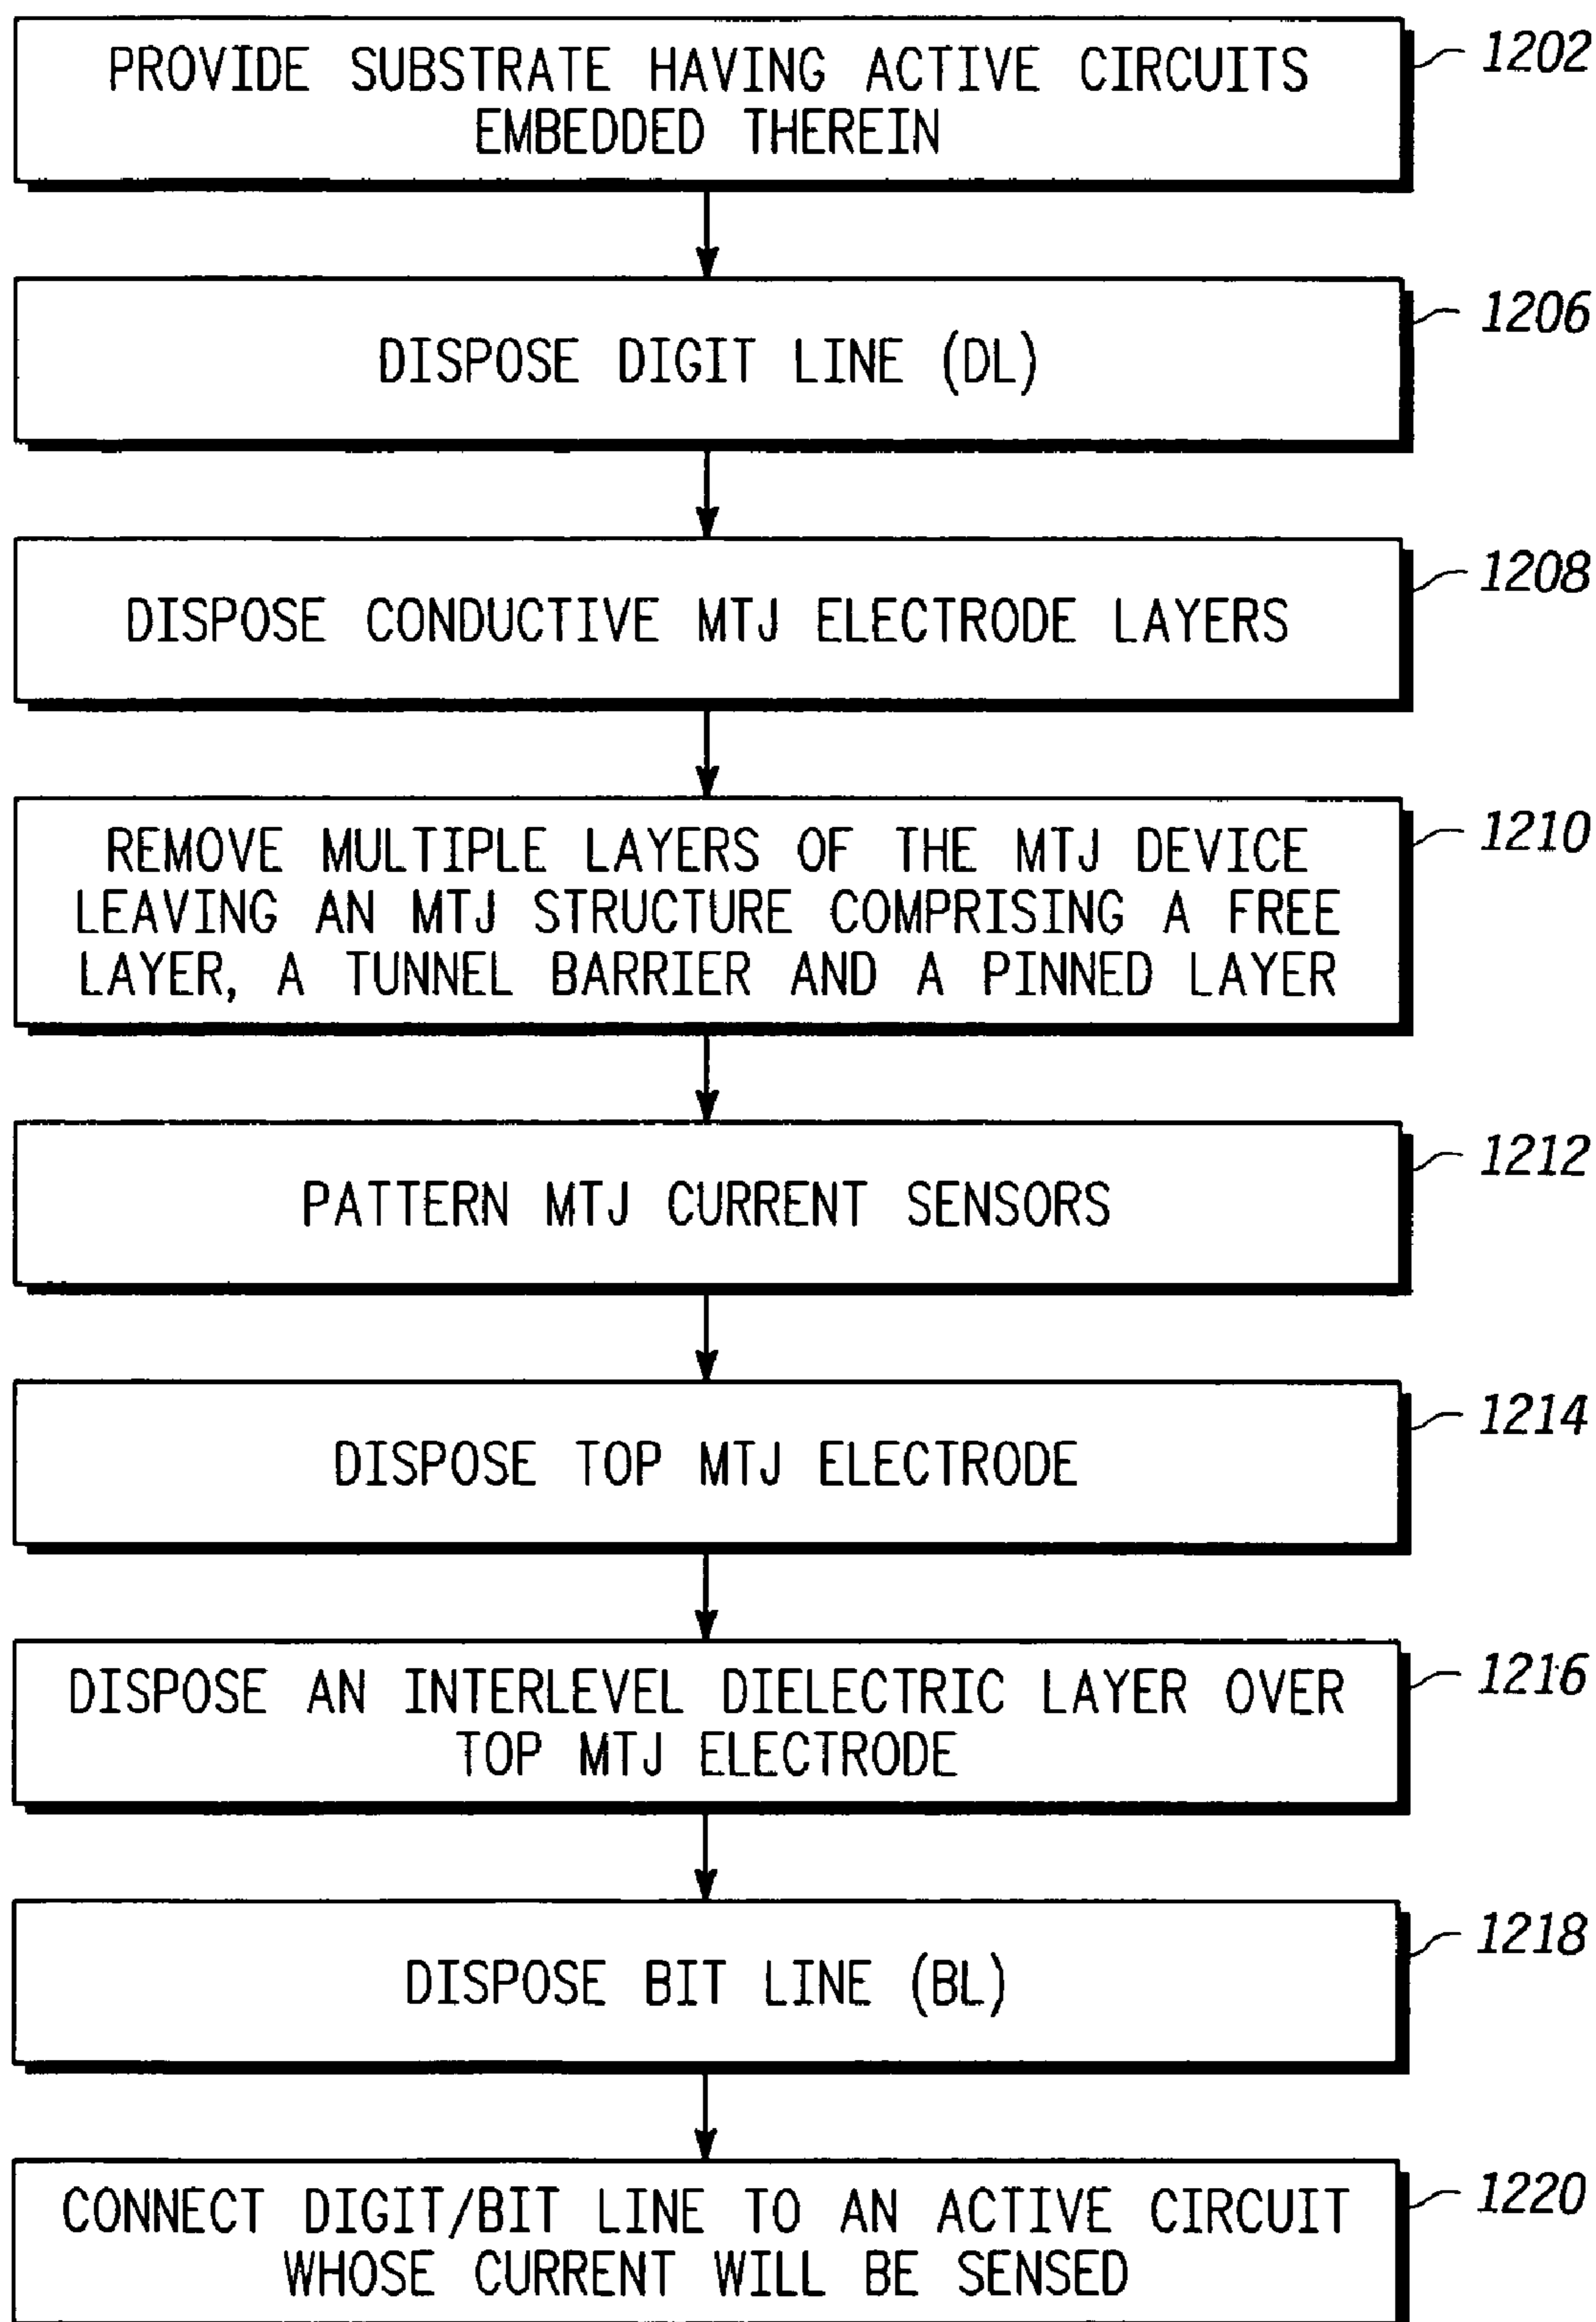 PROVIDE SUBSTRATE HAVING ACTIVE CIRCUITS
EMBEDDED THEREIN
1202
DISPOSE DIGIT LINE (DL)
1206
DISPOSE CONDUCTIVE MTJ ELECTRODE LAYERS
1208
REMOVE MULTIPLE LAYERS OF THE MTJ DEVICE
LEAVING AN MTJ STRUCTURE COMPRISING A FREE
LAYER, A TUNNEL BARRIER AND A PINNED LAYER
1210
PATTERN MTJ CURRENT SENSORS
1212
DISPOSE TOP MTJ ELECTRODE
1214
DISPOSE AN INTERLEVEL DIELECTRIC LAYER OVER
TOP MTJ ELECTRODE
1216
DISPOSE BIT LINE (BL)
1218
CONNECT DIGIT/BIT LINE TO AN ACTIVE CIRCUIT
WHOSE CURRENT WILL BE SENSED
1220